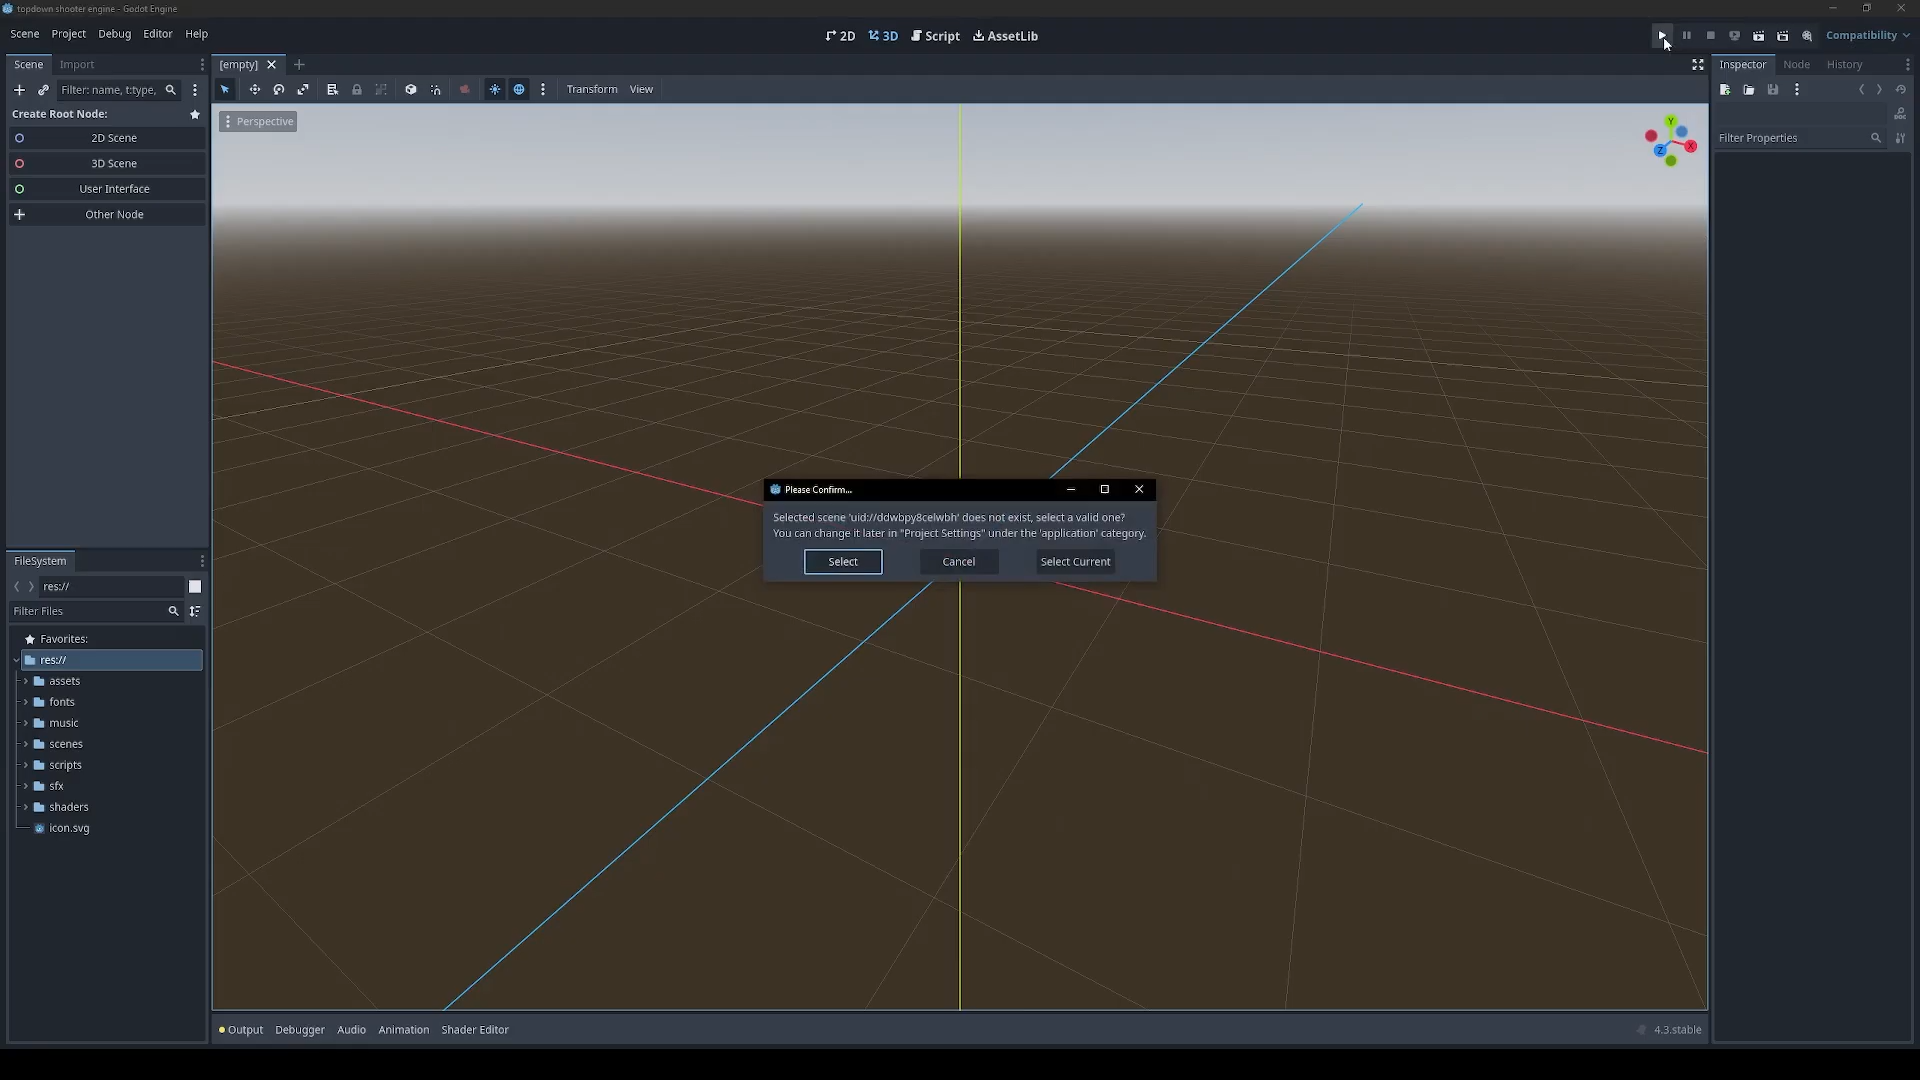 topdown shooter engine - Godot Engine
Scene Project Debug Editor Help
2D 3D Script AssetLib
Compatibility
Scene Import
[empty]
Inspector Node History
Filter: name, t:type,
Transform View
Create Root Node:
2D Scene
3D Scene
User Interface
Other Node
Perspective
Y
X
Z
Filter Properties
Please Confirm...
Selected scene 'uid://ddwbpy8celwbh' does not exist, select a valid one?
You can change it later in "Project Settings" under the 'application' category.
Select Cancel Select Current
FileSystem
res://
Filter Files
Favorites:
res://
assets
fonts
music
scenes
scripts
sfx
shaders
icon.svg
Output Debugger Audio Animation Shader Editor
4.3.stable